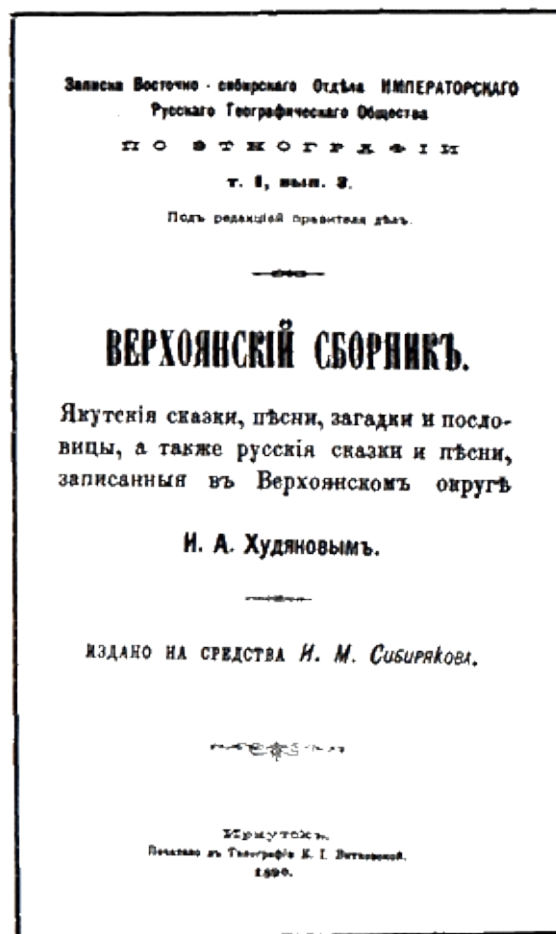 Записки Восточно-сибирскаго Отдѣла ИМПЕРАТОРСКАГО
Русскаго Географическаго Общества
ПО ЭТНОГРАФІИ
т. I, вып. 3.
Подъ редакціей правителя дѣлъ.
ВЕРХОЯНСКІЙ СБОРНИКЪ.
Якутскія сказки, пѣсни, загадки и посло-
вицы, а также русскія сказки и пѣсни,
записанныя въ Верхоянскомъ округѣ
И. А. Худяковымъ.
ИЗДАНО НА СРЕДСТВА И. М. Сибирякова.
Иркутскъ.
Печатано въ Типографіи К. І. Витковской.
1890.